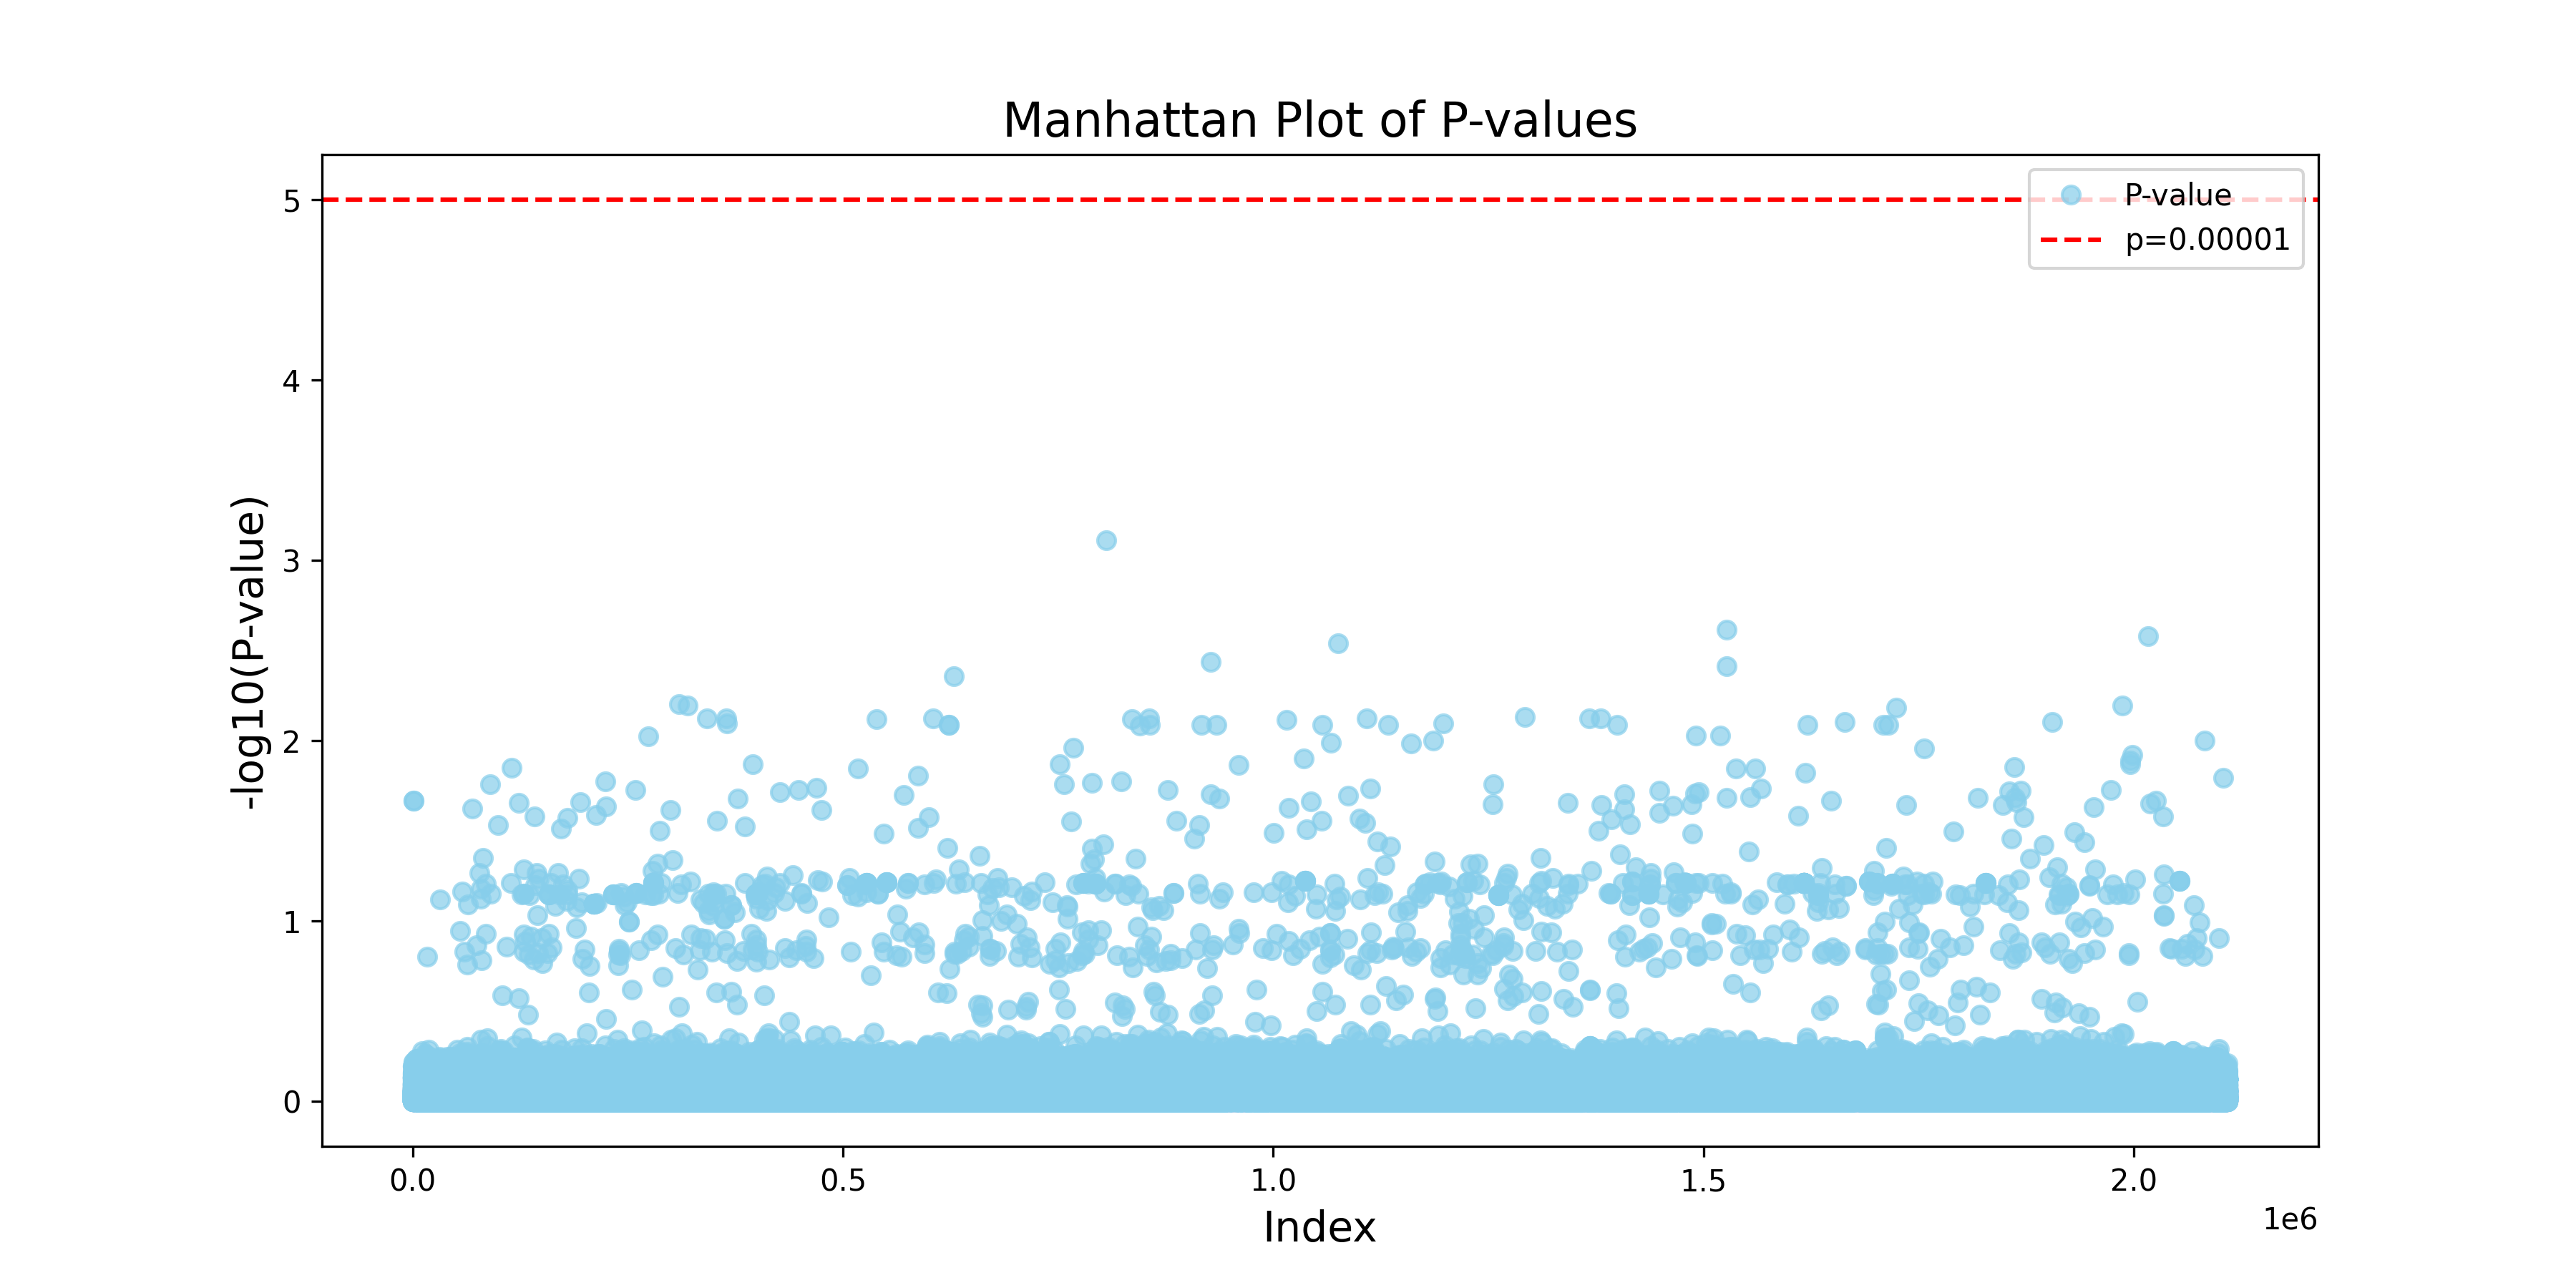 Manhattan Plot of P-values
P-value
p=0.00001
-log10(P-value)
5
4
3
2
1
0
0.0 0.5 1.0 1.5 2.0
1e6
Index